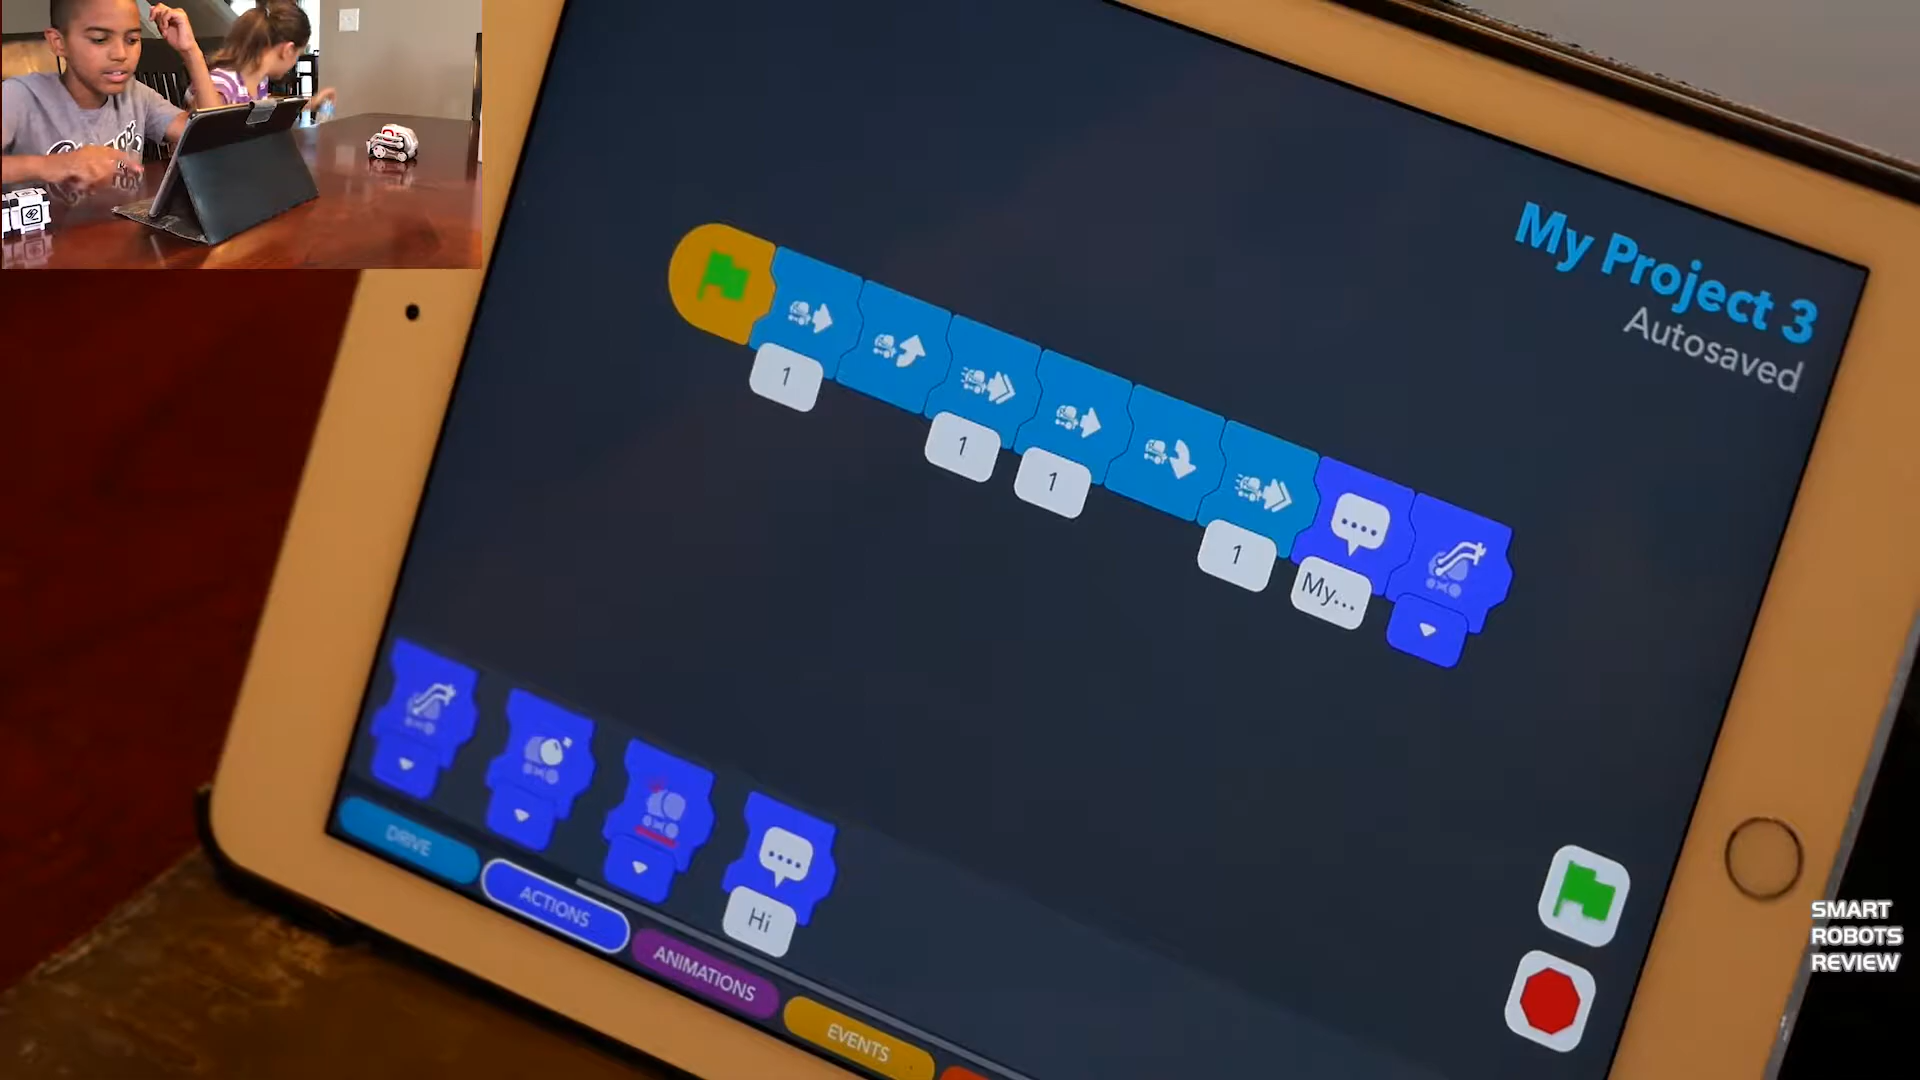 My Project 3
Autosaved
1
1
1
1
My...
Hi
DRIVE
ACTIONS
ANIMATIONS
EVENTS
SMART
ROBOTS
REVIEW